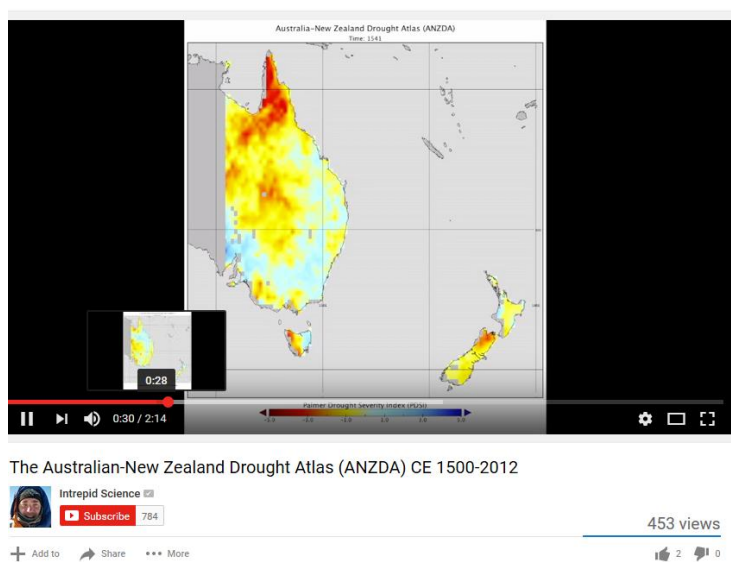 Australia-New Zealand Drought Atlas (ANZDA)
Time: 1541
0:28
Palmer Drought Severity Index (PDSI)
0:30 / 2:14
The Australian-New Zealand Drought Atlas (ANZDA) CE 1500-2012
Intrepid Science
Subscribe 784
453 views
Add to Share More 2 0